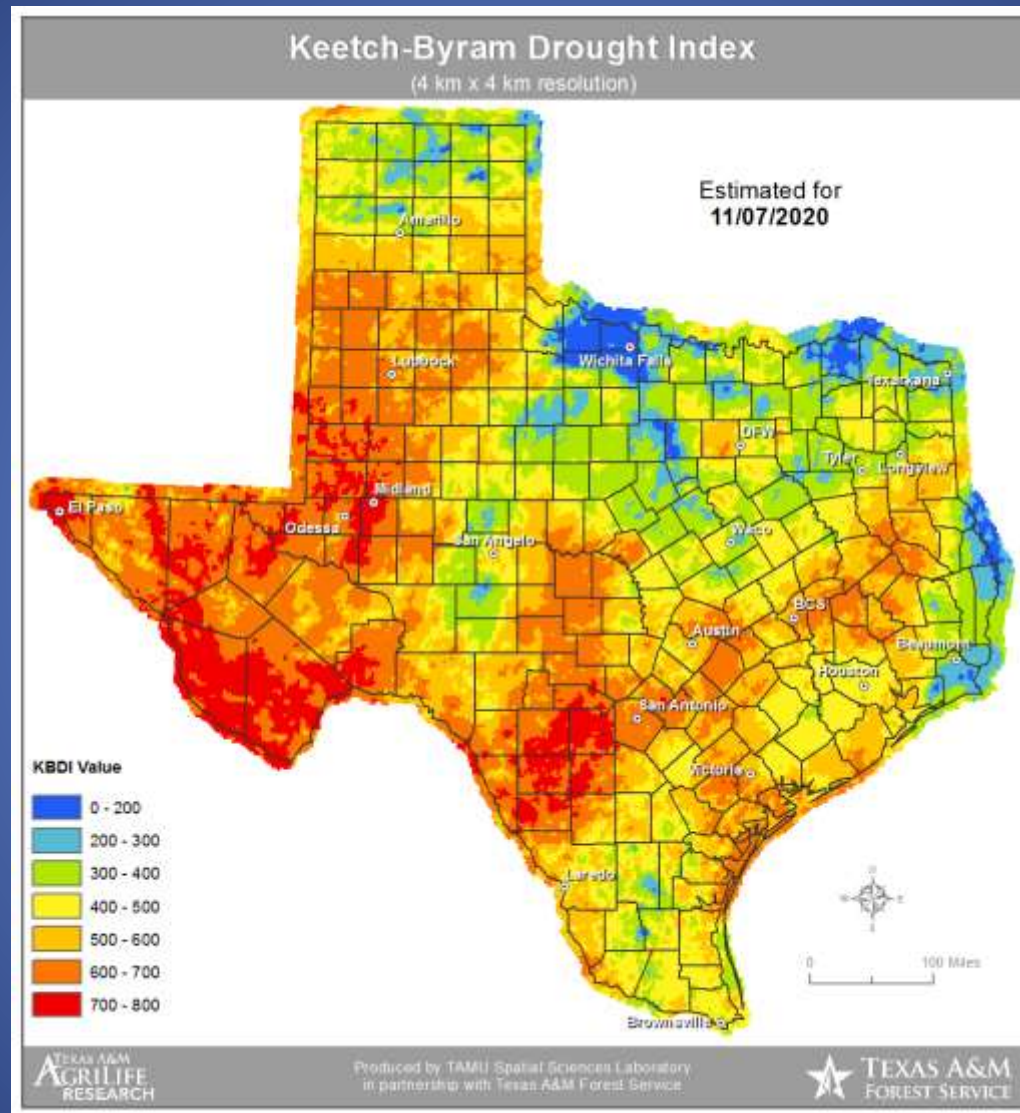 Keetch-Byram Drought Index
(4 km x 4 km resolution)
Estimated for
11/07/2020
Amarillo
Wichita Falls
Lubbock
Texarkana
DFW
Tyler
Longview
Midland
El Paso
Odessa
San Angelo
Waco
BCS
Austin
Beaumont
Houston
San Antonio
Victoria
Laredo
Brownsville
KBDI Value
0 - 200
200 - 300
300 - 400
400 - 500
500 - 600
600 - 700
700 - 800
0 100 Miles
TEXAS A&M
AGRILIFE
RESEARCH
Produced by TAMU Spatial Sciences Laboratory
in partnership with Texas A&M Forest Service
TEXAS A&M
FOREST SERVICE